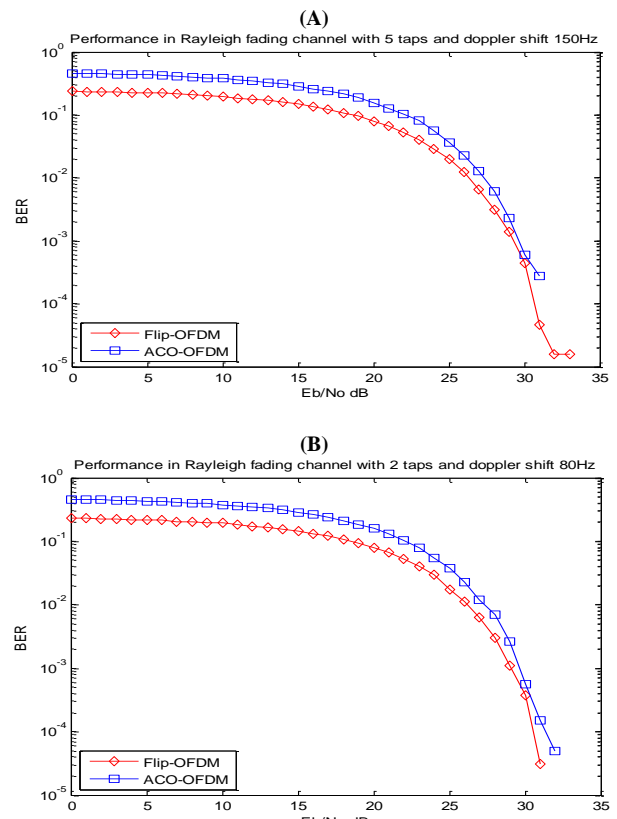 (A)
Performance in Rayleigh fading channel with 5 taps and doppler shift 150Hz
10^0
10^-1
10^-2
10^-3
10^-4
10^-5
BER
Flip-OFDM
ACO-OFDM
0 5 10 15 20 25 30 35
Eb/No dB
(B)
Performance in Rayleigh fading channel with 2 taps and doppler shift 80Hz
10^0
10^-1
10^-2
10^-3
10^-4
10^-5
BER
Flip-OFDM
ACO-OFDM
0 5 10 15 20 25 30 35
Eb/No dB